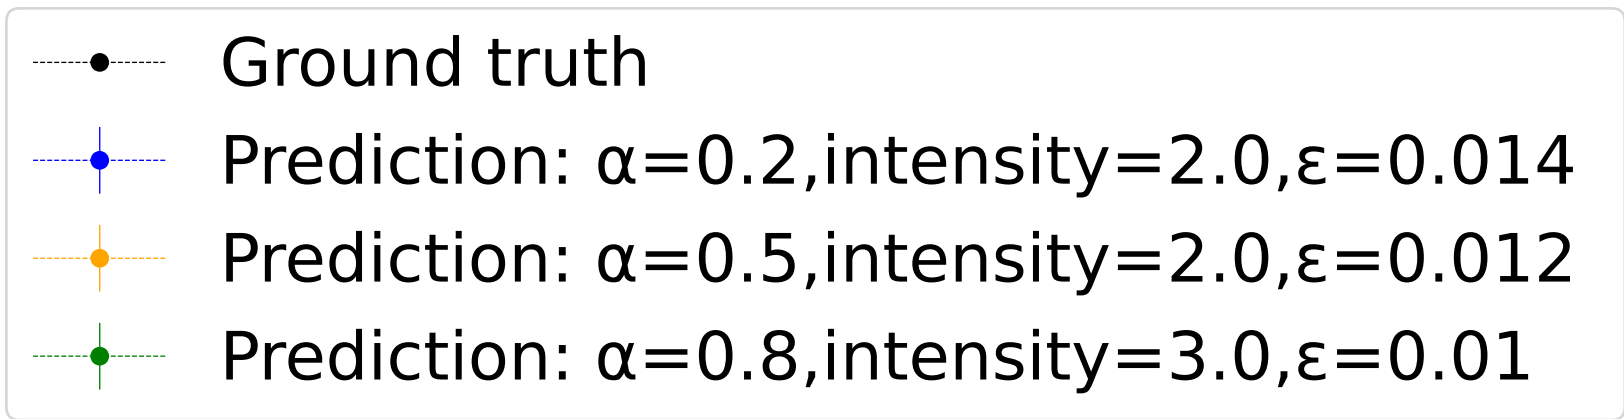 Ground truth
Prediction: α=0.2,intensity=2.0,ε=0.014
Prediction: α=0.5,intensity=2.0,ε=0.012
Prediction: α=0.8,intensity=3.0,ε=0.01